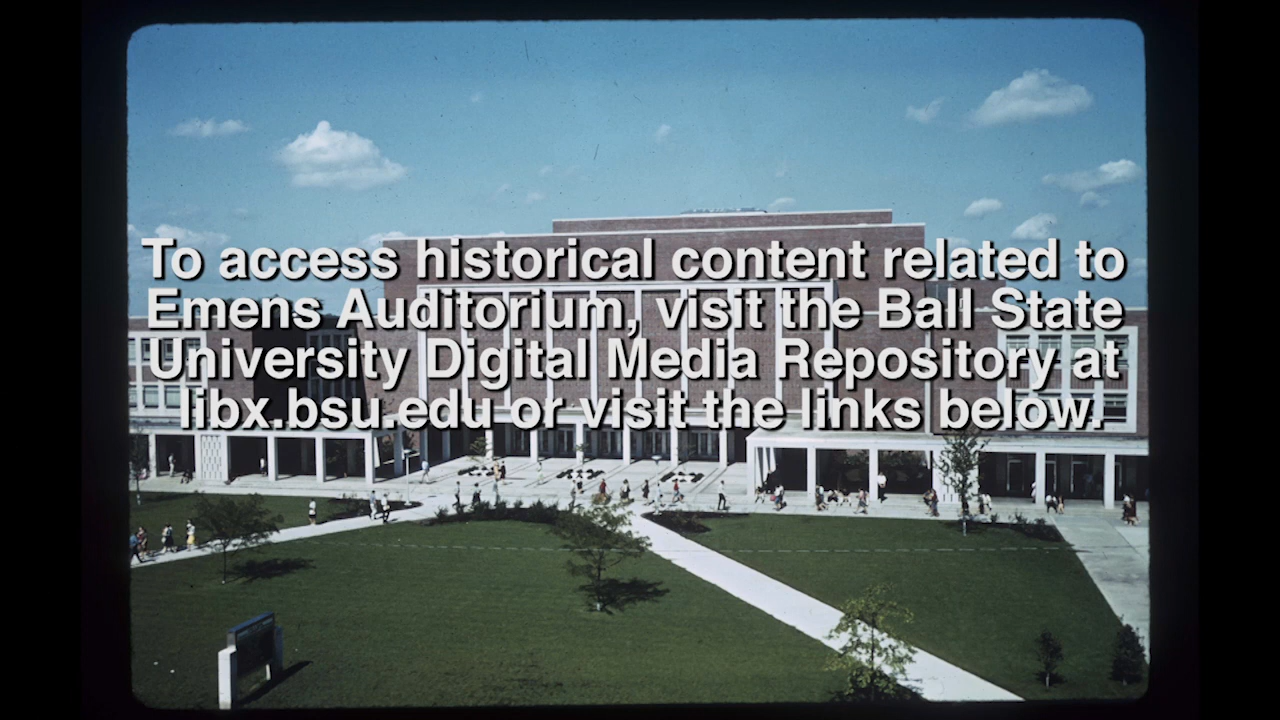 To access historical content related to
Emens Auditorium, visit the Ball State
University Digital Media Repository at
libx.bsu.edu or visit the links below.